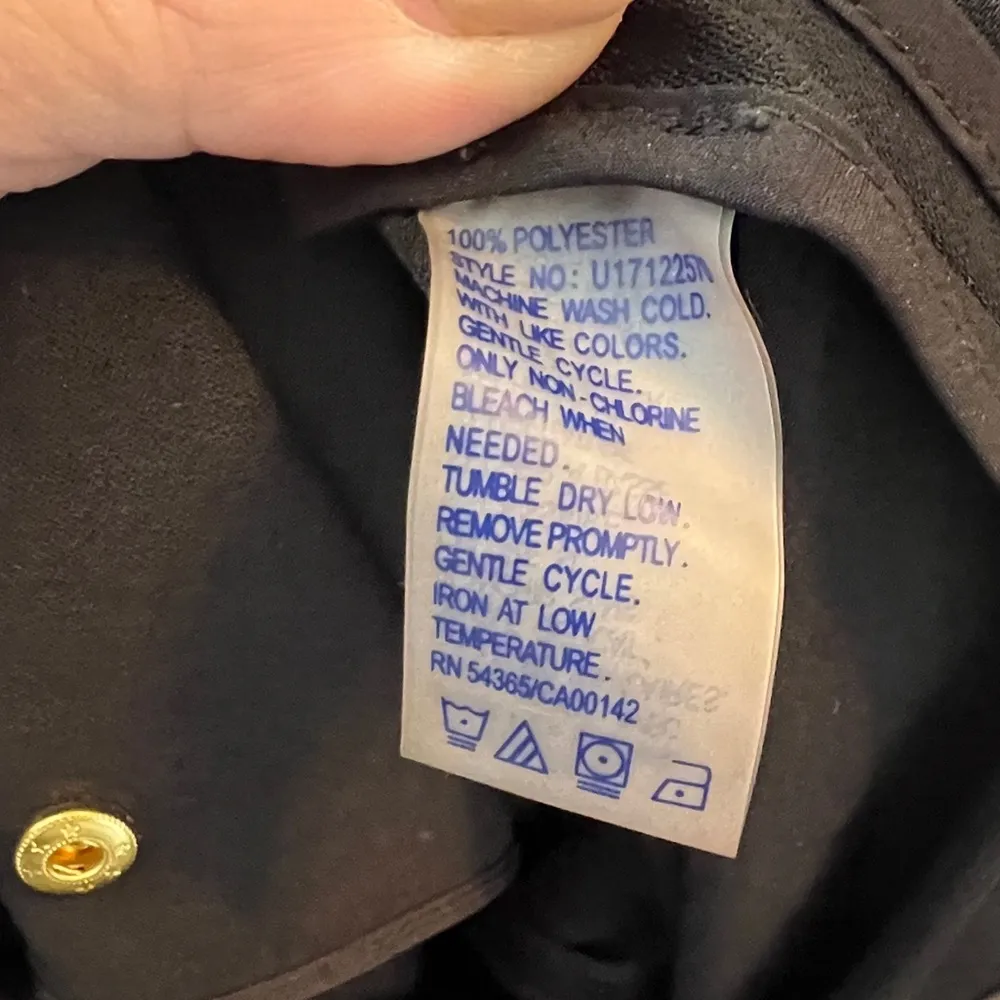 100% POLYESTER
STYLE NO: U171225
MACHINE WASH COLD.
WITH LIKE COLORS.
GENTLE CYCLE.
ONLY NON-CHLORINE
BLEACH WHEN
NEEDED.
TUMBLE DRY LOW.
REMOVE PROMPTLY.
GENTLE CYCLE.
IRON AT LOW
TEMPERATURE.
RN 54365/CA00142